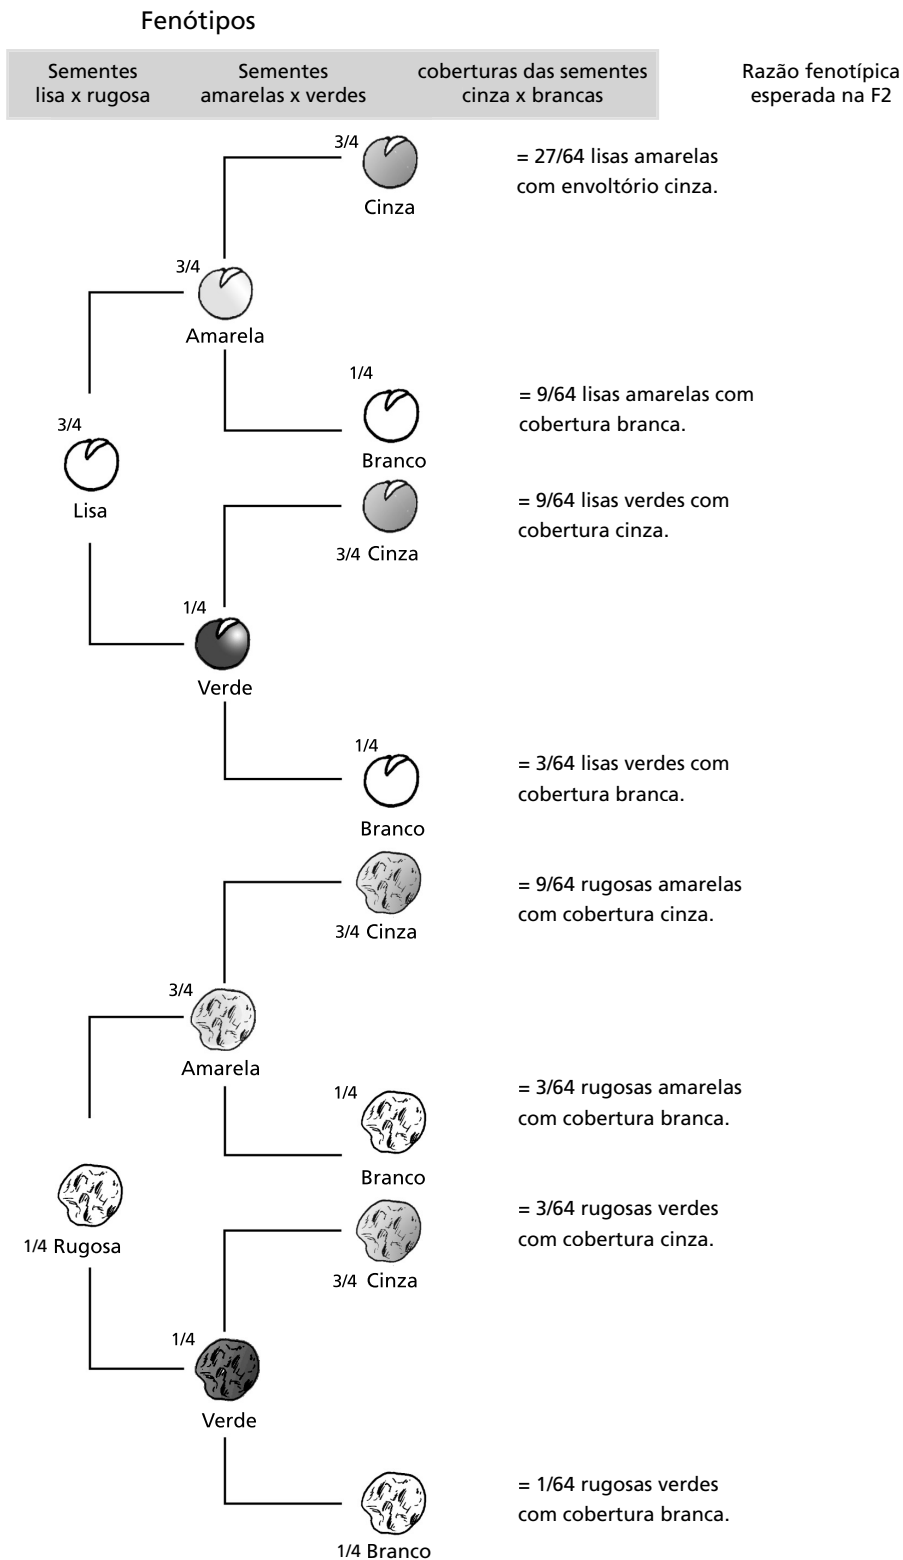 Fenótipos
Sementes
lisa x rugosa
Sementes
amarelas x verdes
coberturas das sementes
cinza x brancas
Razão fenotípica
esperada na F2
3/4
Cinza
= 27/64 lisas amarelas
com envoltório cinza.
3/4
Amarela
1/4
Branco
= 9/64 lisas amarelas com
cobertura branca.
3/4
Lisa
3/4 Cinza
= 9/64 lisas verdes com
cobertura cinza.
1/4
Verde
1/4
Branco
= 3/64 lisas verdes com
cobertura branca.
3/4 Cinza
= 9/64 rugosas amarelas
com cobertura cinza.
3/4
Amarela
1/4
Branco
= 3/64 rugosas amarelas
com cobertura branca.
1/4 Rugosa
3/4 Cinza
= 3/64 rugosas verdes
com cobertura cinza.
1/4
Verde
1/4 Branco
= 1/64 rugosas verdes
com cobertura branca.